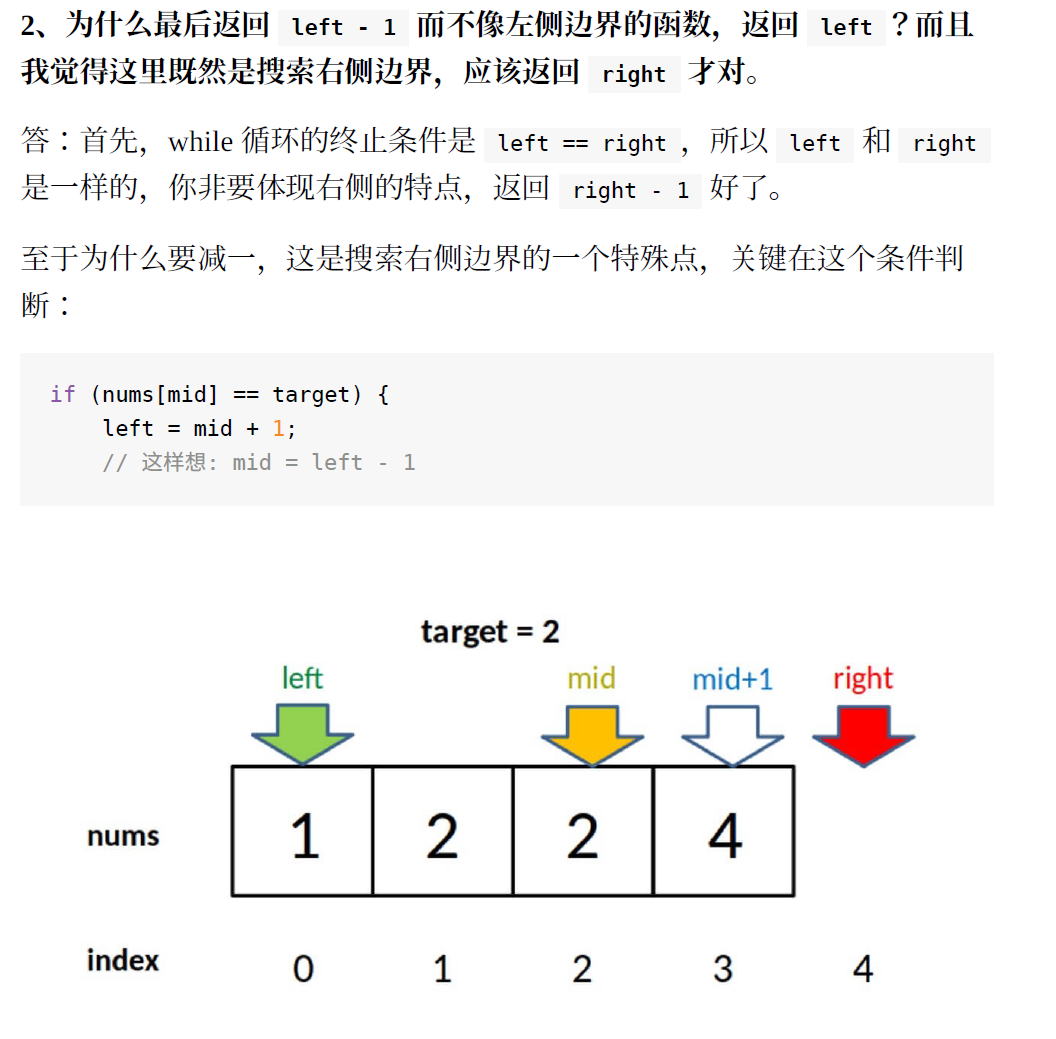 2、为什么最后返回 left - 1 而不像左侧边界的函数，返回 left ？而且
我觉得这里既然是搜索右侧边界，应该返回 right 才对。
答：首先，while 循环的终止条件是 left == right ，所以 left 和 right
是一样的，你非要体现右侧的特点，返回 right - 1 好了。
至于为什么要减一，这是搜索右侧边界的一个特殊点，关键在这个条件判
断：
if (nums[mid] == target) {
    left = mid + 1;
    // 这样想: mid = left - 1
target = 2
left mid mid+1 right
nums 1 2 2 4
index 0 1 2 3 4